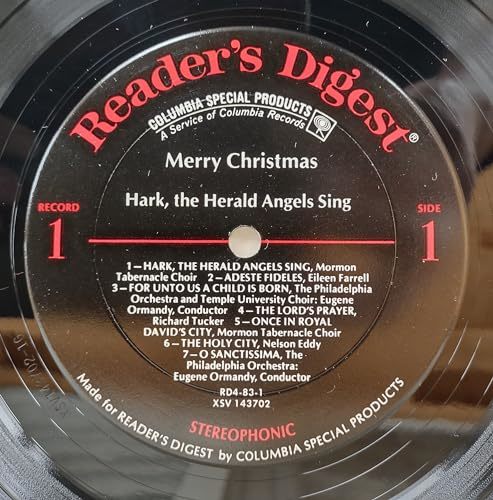 Reader's Digest®
COLUMBIA SPECIAL PRODUCTS
A Service of Columbia Records
Merry Christmas
Hark, the Herald Angels Sing
RECORD
1
SIDE
1
1—HARK, THE HERALD ANGELS SING, Mormon
Tabernacle Choir 2—ADESTE FIDELES, Eileen Farrell
3—FOR UNTO US A CHILD IS BORN, The Philadelphia
Orchestra and Temple University Choir: Eugene
Ormandy, Conductor 4—THE LORD'S PRAYER,
Richard Tucker 5—ONCE IN ROYAL
DAVID'S CITY, Mormon Tabernacle Choir
6—THE HOLY CITY, Nelson Eddy
7—O SANCTISSIMA, The
Philadelphia Orchestra:
Eugene Ormandy, Conductor
RD4-83-1
XSV 143702
STEREOPHONIC
Made for READER'S DIGEST by COLUMBIA SPECIAL PRODUCTS